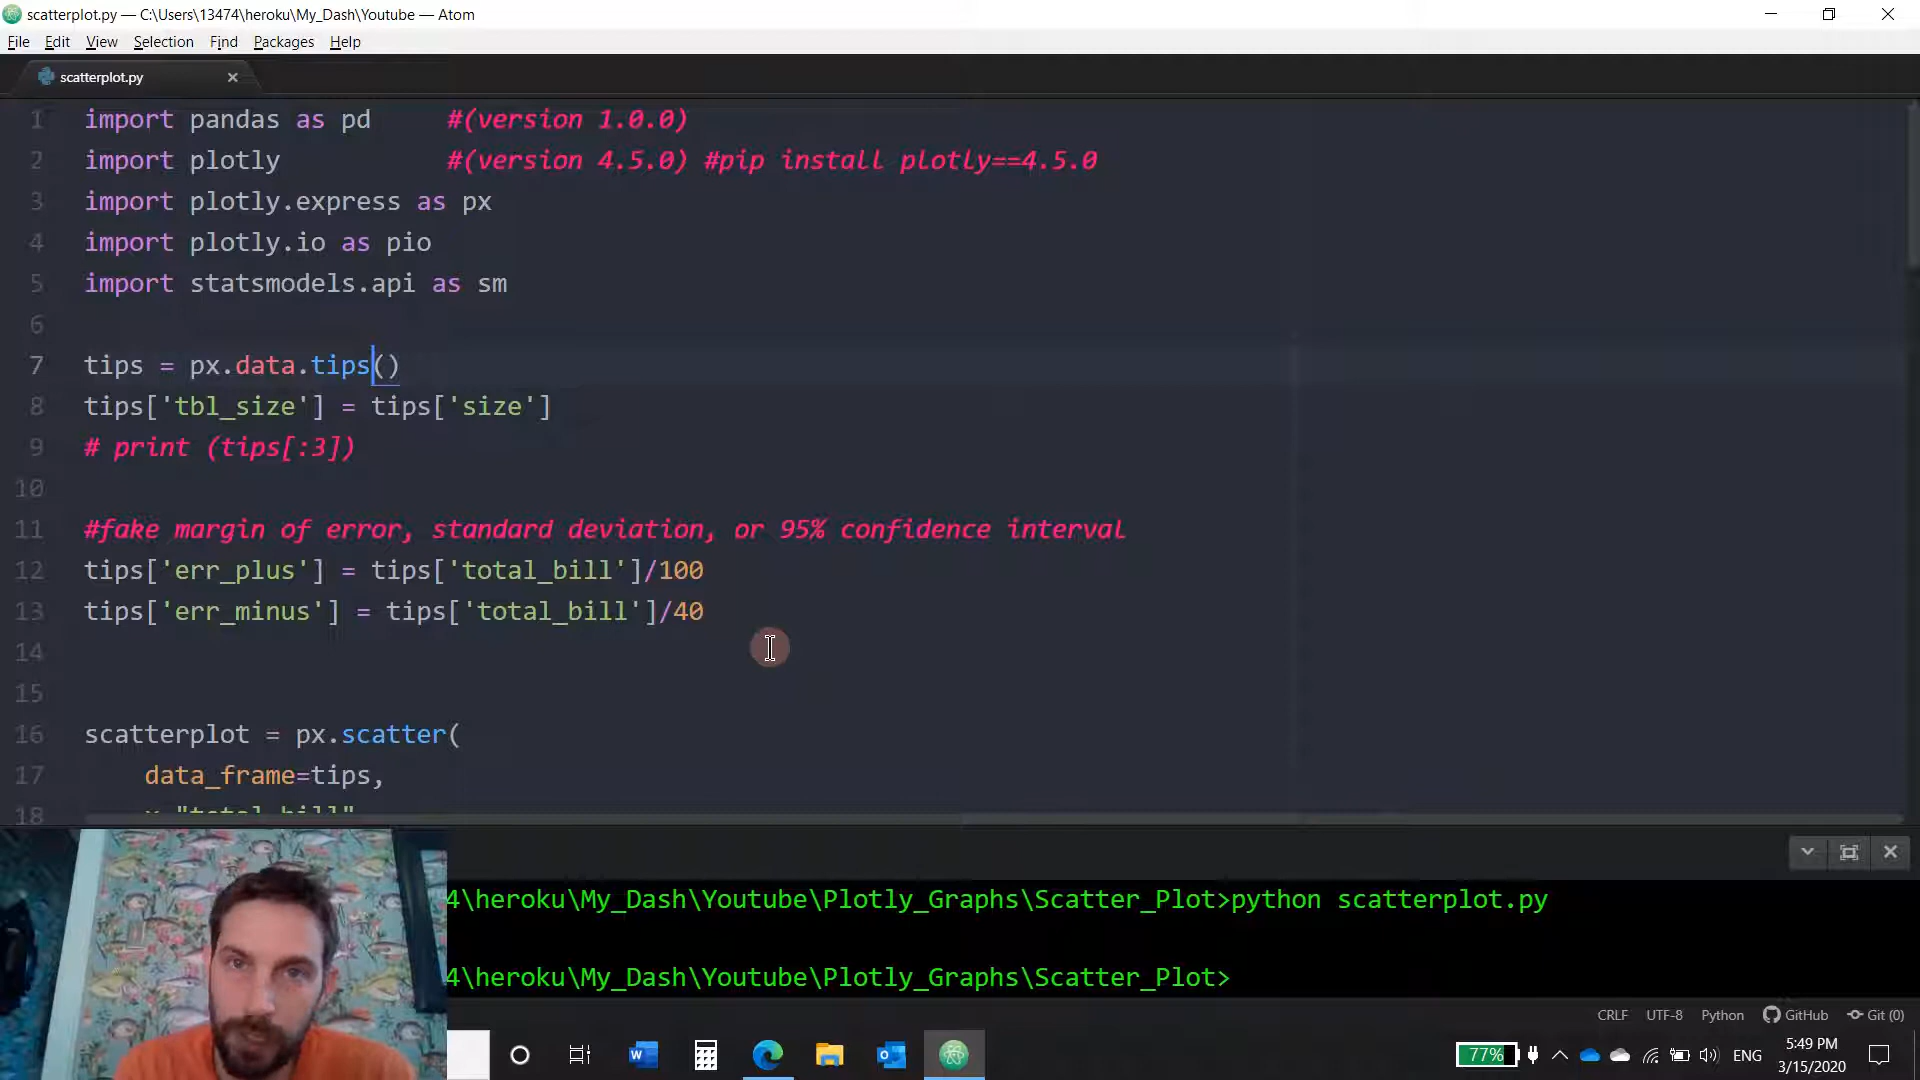 scatterplot.py — C:\Users\13474\heroku\My_Dash\Youtube — Atom
File Edit View Selection Find Packages Help
scatterplot.py
1 import pandas as pd #(version 1.0.0)
2 import plotly #(version 4.5.0) #pip install plotly==4.5.0
3 import plotly.express as px
4 import plotly.io as pio
5 import statsmodels.api as sm
6
7 tips = px.data.tips()
8 tips['tbl_size'] = tips['size']
9 # print (tips[:3])
10
11 #fake margin of error, standard deviation, or 95% confidence interval
12 tips['err_plus'] = tips['total_bill']/100
13 tips['err_minus'] = tips['total_bill']/40
14
15
16 scatterplot = px.scatter(
17 data_frame=tips,
18 x="total_bill"
4\heroku\My_Dash\Youtube\Plotly_Graphs\Scatter_Plot>python scatterplot.py
4\heroku\My_Dash\Youtube\Plotly_Graphs\Scatter_Plot>
CRLF UTF-8 Python GitHub Git (0)
77% ENG 5:49 PM
3/15/2020